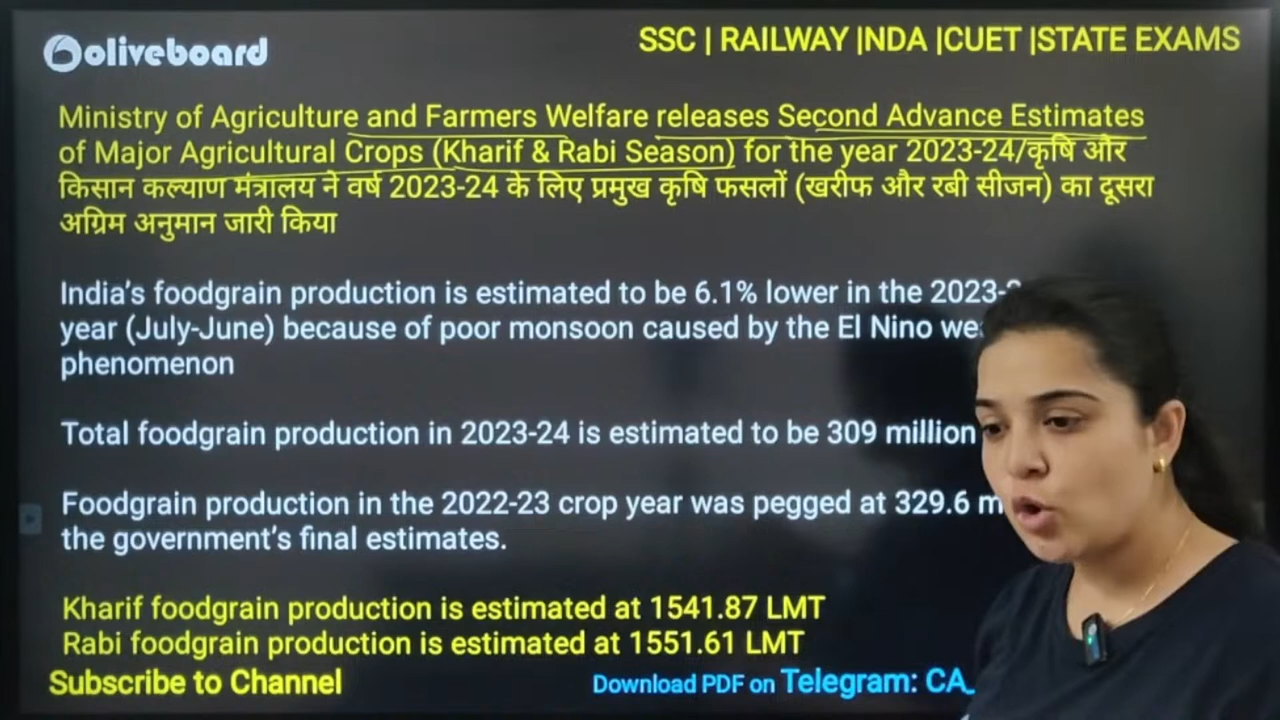 oliveboard
SSC | RAILWAY |NDA |CUET |STATE EXAMS
Ministry of Agriculture and Farmers Welfare releases Second Advance Estimates
of Major Agricultural Crops (Kharif & Rabi Season) for the year 2023-24/कृषि और
किसान कल्याण मंत्रालय ने वर्ष 2023-24 के लिए प्रमुख कृषि फसलों (खरीफ और रबी सीजन) का दूसरा
अग्रिम अनुमान जारी किया
India's foodgrain production is estimated to be 6.1% lower in the 2023-
year (July-June) because of poor monsoon caused by the El Nino
phenomenon
Total foodgrain production in 2023-24 is estimated to be 309 million
Foodgrain production in the 2022-23 crop year was pegged at 329.6
the government's final estimates.
Kharif foodgrain production is estimated at 1541.87 LMT
Rabi foodgrain production is estimated at 1551.61 LMT
Subscribe to Channel
Download PDF on Telegram: CA_